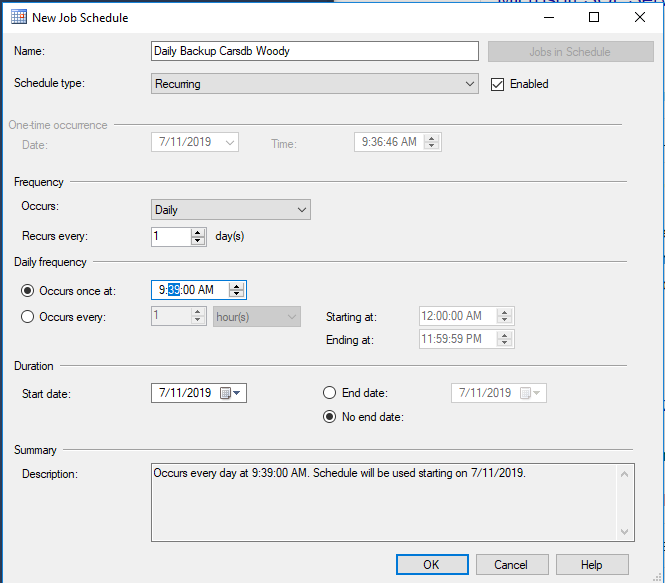 New Job Schedule
Name: Daily Backup Carsdb Woody Jobs in Schedule
Schedule type: Recurring Enabled
One-time occurrence
Date: 7/11/2019 Time: 9:36:46 AM
Frequency
Occurs: Daily
Recurs every: 1 day(s)
Daily frequency
Occurs once at: 9:39:00 AM
Occurs every: 1 hour(s) Starting at: 12:00:00 AM
Ending at: 11:59:59 PM
Duration
Start date: 7/11/2019 End date: 7/11/2019
No end date:
Summary
Description: Occurs every day at 9:39:00 AM. Schedule will be used starting on 7/11/2019.
OK Cancel Help